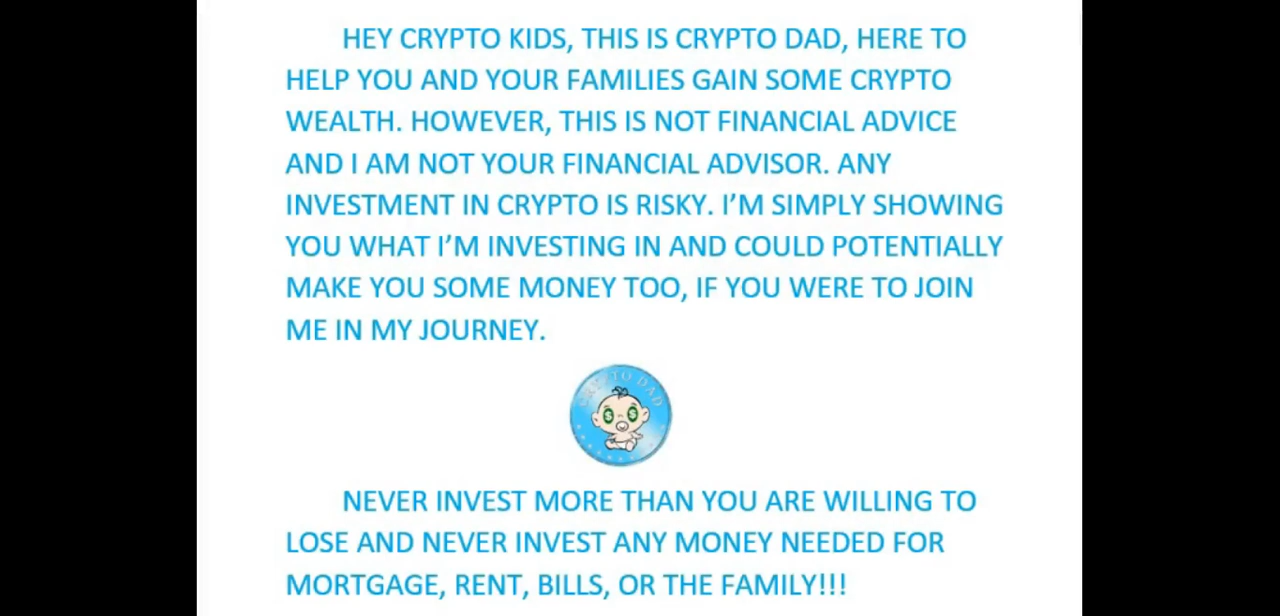 HEY CRYPTO KIDS, THIS IS CRYPTO DAD, HERE TO
HELP YOU AND YOUR FAMILIES GAIN SOME CRYPTO
WEALTH. HOWEVER, THIS IS NOT FINANCIAL ADVICE
AND I AM NOT YOUR FINANCIAL ADVISOR. ANY
INVESTMENT IN CRYPTO IS RISKY. I’M SIMPLY SHOWING
YOU WHAT I’M INVESTING IN AND COULD POTENTIALLY
MAKE YOU SOME MONEY TOO, IF YOU WERE TO JOIN
ME IN MY JOURNEY.
CRYPTO DAD
$ $
NEVER INVEST MORE THAN YOU ARE WILLING TO
LOSE AND NEVER INVEST ANY MONEY NEEDED FOR
MORTGAGE, RENT, BILLS, OR THE FAMILY!!!